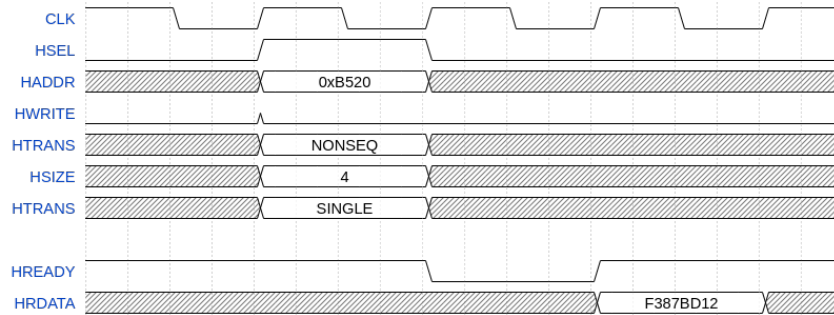 CLK
HSEL
HADDR 0xB520
HWRITE
HTRANS NONSEQ
HSIZE 4
HTRANS SINGLE
HREADY
HRDATA F387BD12